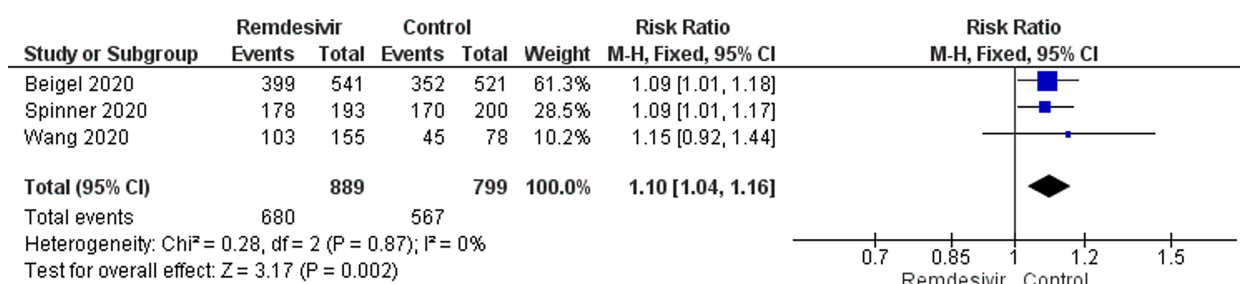 Remdesivir Control Risk Ratio Risk Ratio
Study or Subgroup Events Total Events Total Weight M-H, Fixed, 95% CI M-H, Fixed, 95% CI
Beigel 2020 399 541 352 521 61.3% 1.09 [1.01, 1.18]
Spinner 2020 178 193 170 200 28.5% 1.09 [1.01, 1.17]
Wang 2020 103 155 45 78 10.2% 1.15 [0.92, 1.44]
Total (95% CI) 889 799 100.0% 1.10 [1.04, 1.16]
Total events 680 567
Heterogeneity: Chi² = 0.28, df = 2 (P = 0.87); I² = 0%
Test for overall effect: Z = 3.17 (P = 0.002)
0.7 0.85 1 1.2 1.5
Remdesivir Control